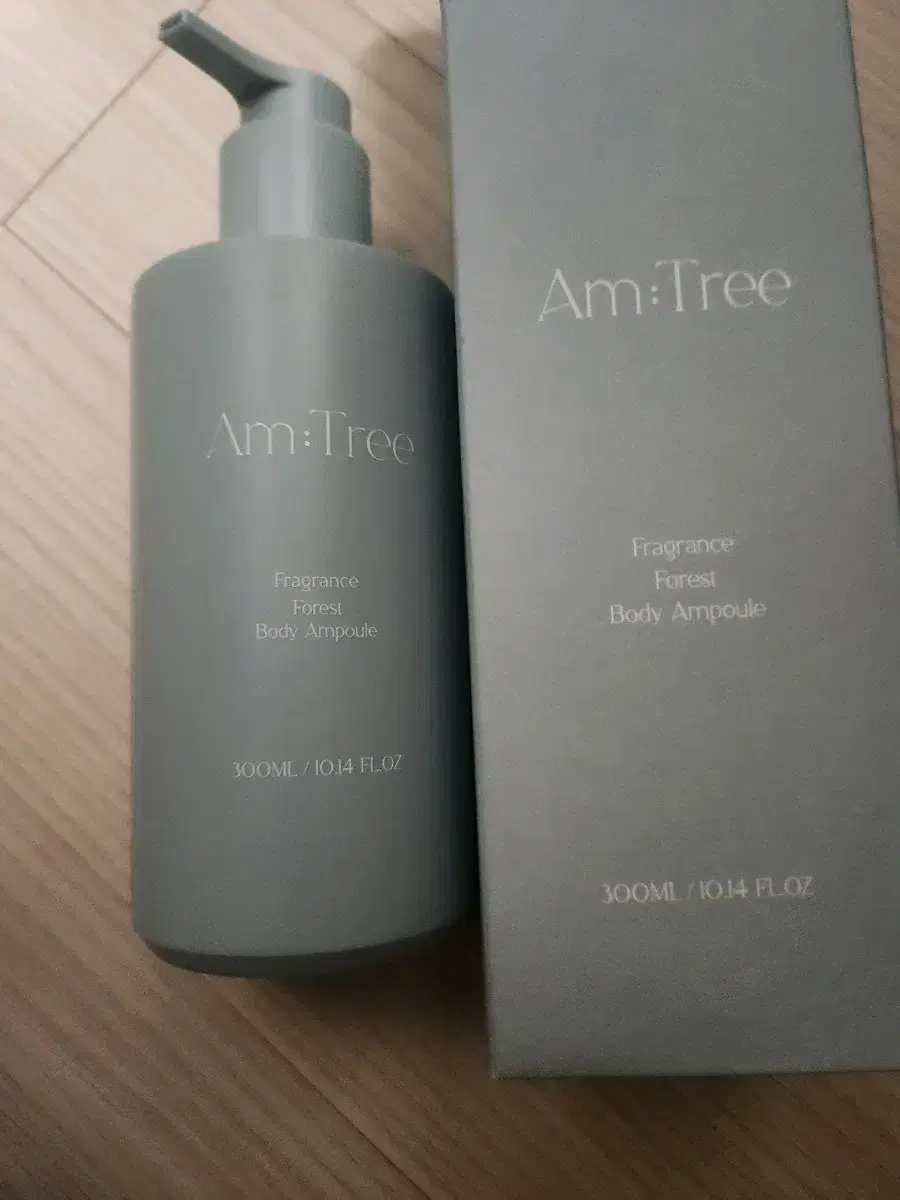 Am:Tree
Fragrance
Forest
Body Ampoule
300ML / 10.14 FL.OZ
Am:Tree
Fragrance
Forest
Body Ampoule
300ML / 10.14 FL.OZ